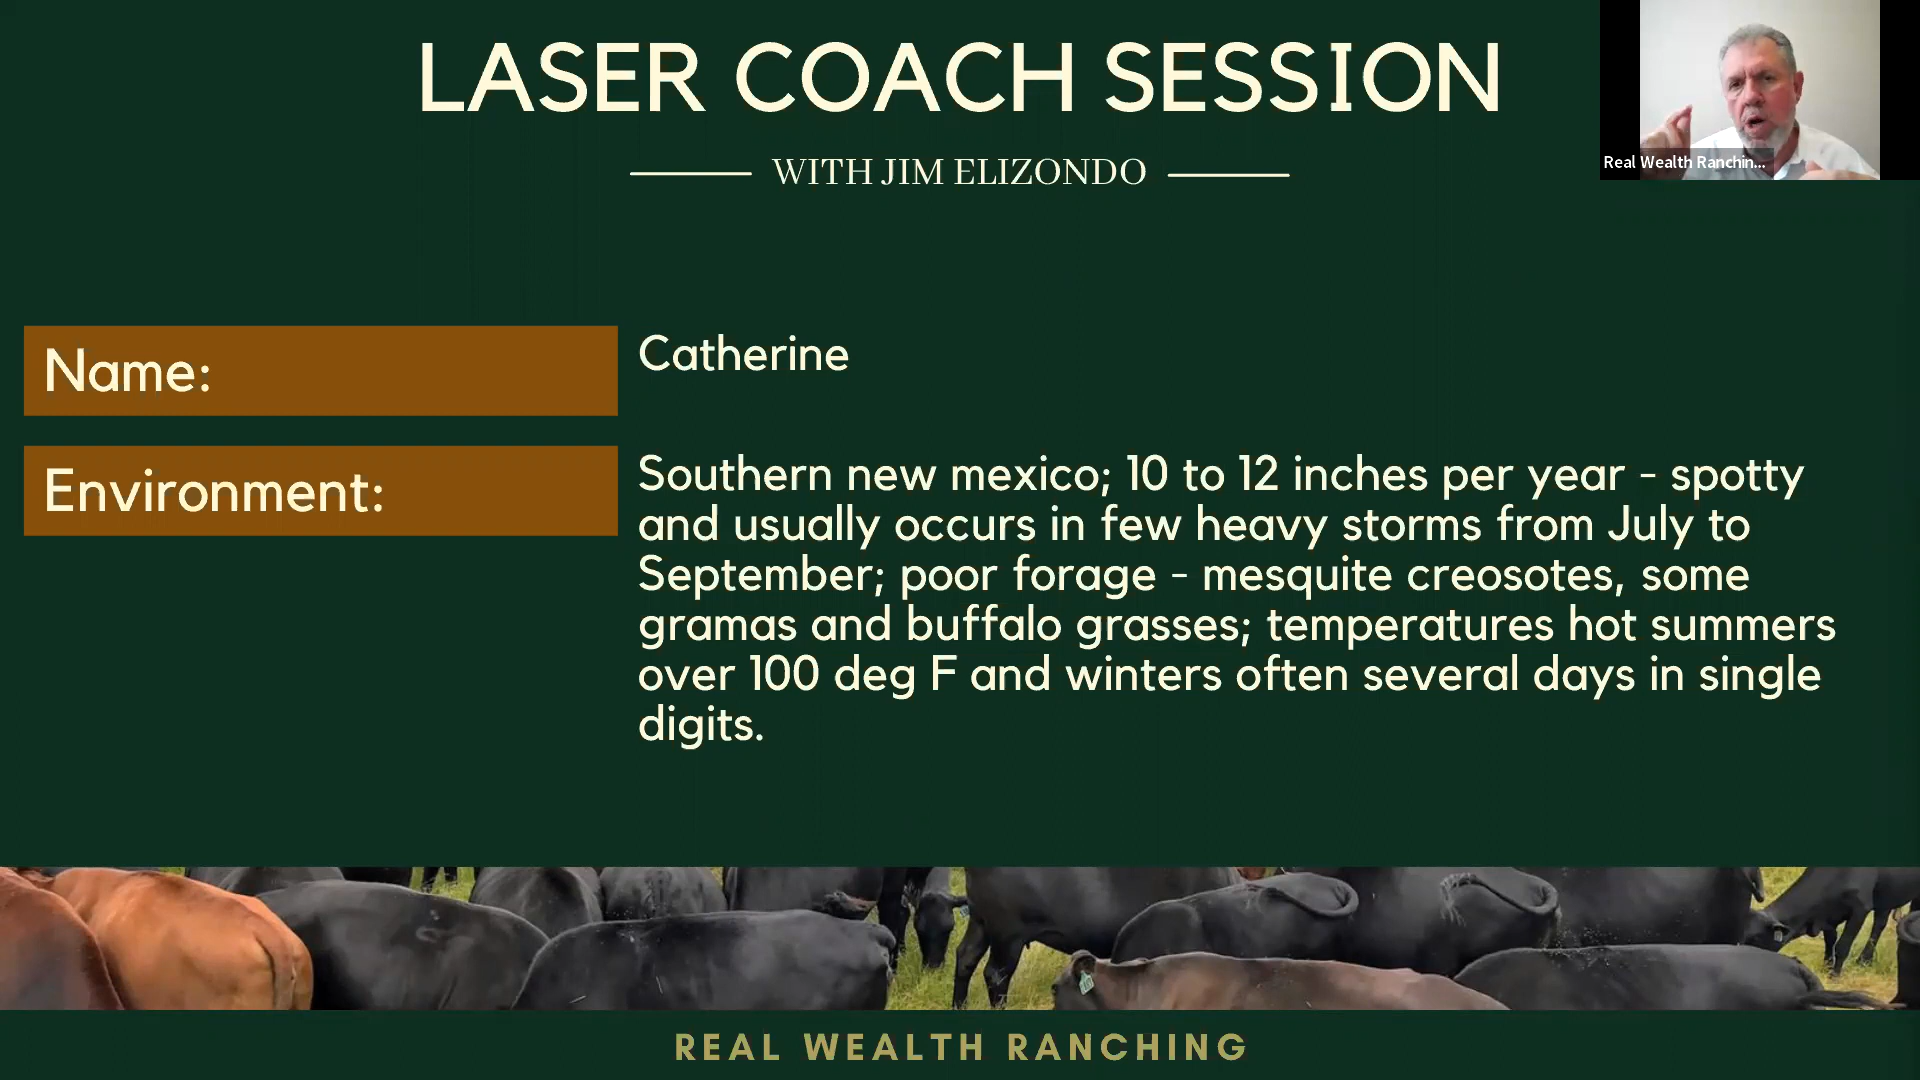 LASER COACH SESSION
WITH JIM ELIZONDO
Real Wealth Ranchin...
Name:
Catherine
Environment:
Southern new mexico; 10 to 12 inches per year - spotty
and usually occurs in few heavy storms from July to
September; poor forage - mesquite creosotes, some
gramas and buffalo grasses; temperatures hot summers
over 100 deg F and winters often several days in single
digits.
REAL WEALTH RANCHING